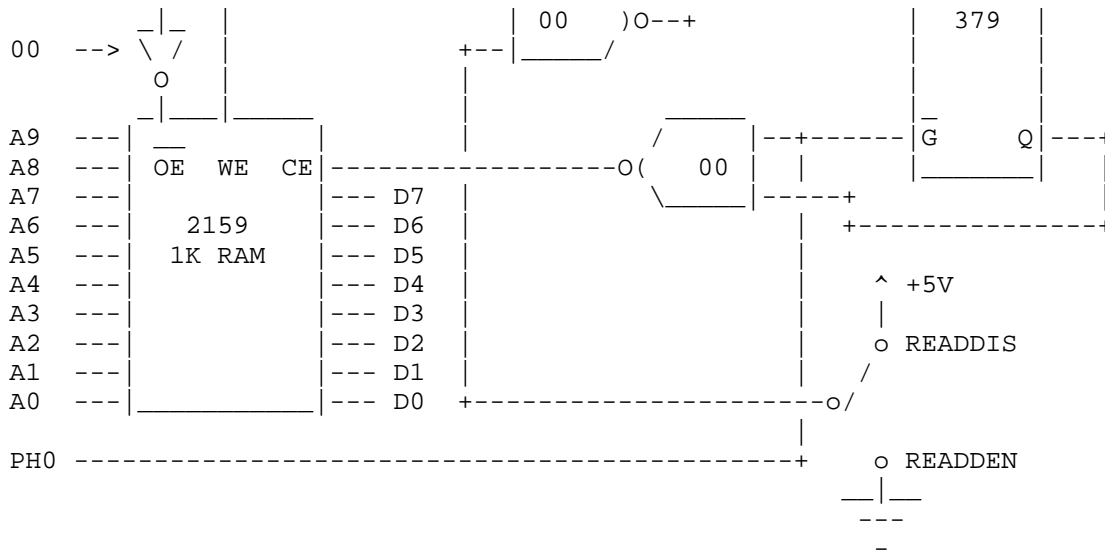 00 379
00 -->
A9 G Q
A8 OE WE CE 00
A7 D7
A6 2159 D6
A5 1K RAM D5
A4 D4 ^ +5V
A3 D3
A2 D2 o READDIS
A1 D1
A0 D0
PH0 o READDEN